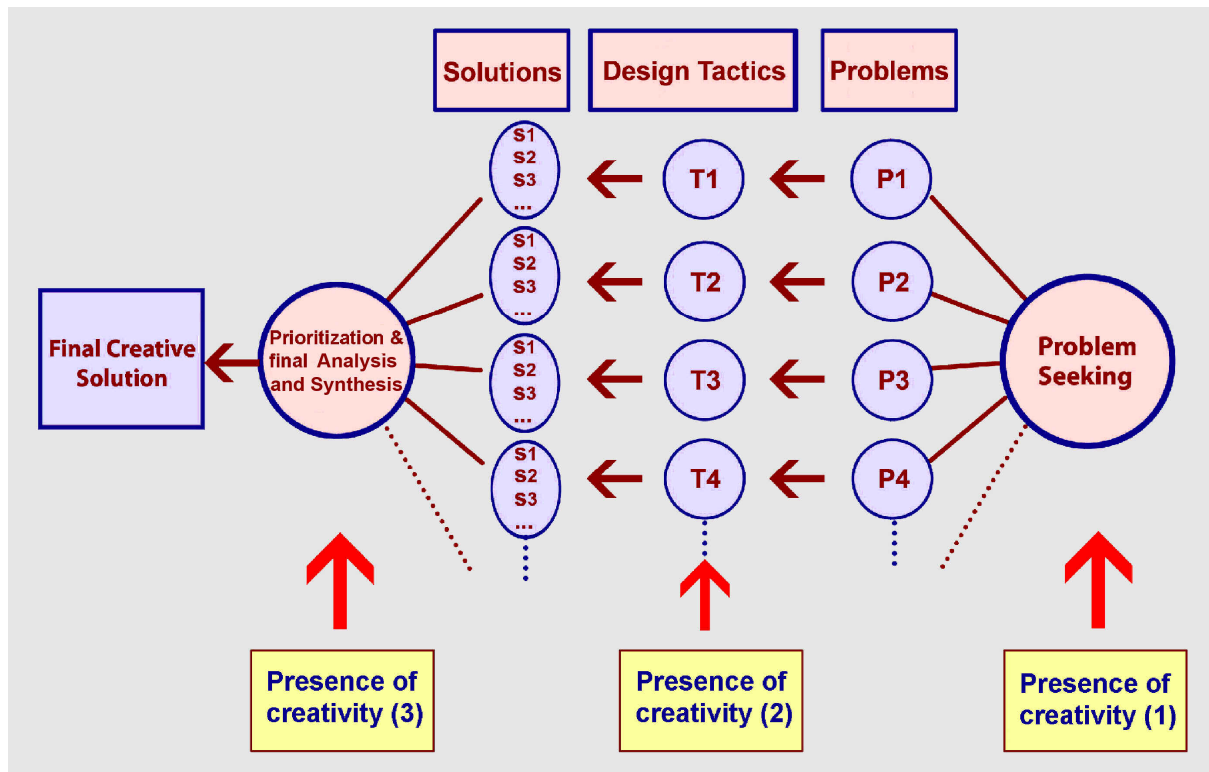 Solutions
Design Tactics
Problems
S1
S2
S3
...
T1
P1
S1
S2
S3
...
T2
P2
Final Creative
Solution
Prioritization &
final Analysis
and Synthesis
S1
S2
S3
...
T3
P3
Problem
Seeking
S1
S2
S3
...
T4
P4
Presence of
creativity (3)
Presence of
creativity (2)
Presence of
creativity (1)